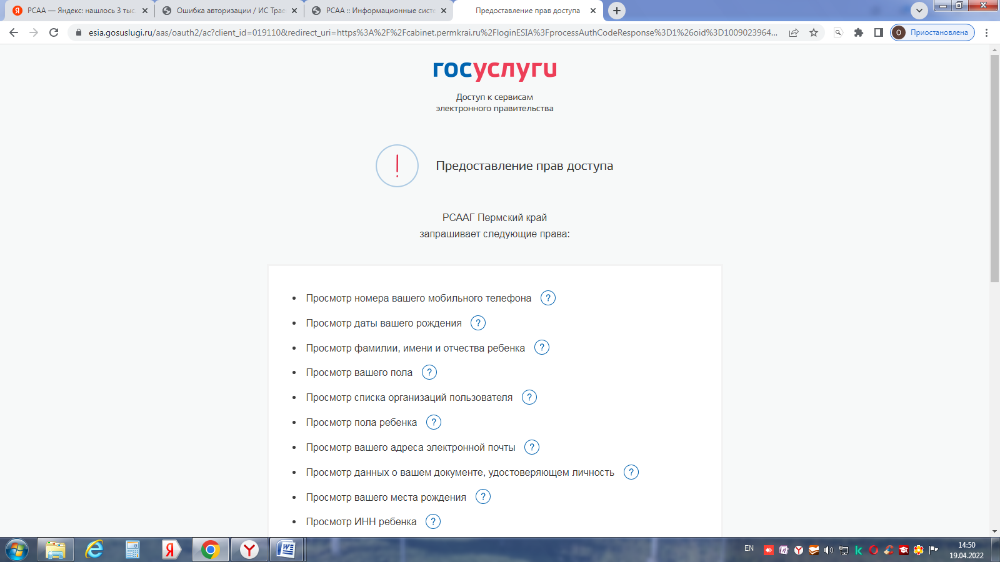 РСАА — Яндекс: нашлось 3 тыс.
Ошибка авторизации / ИС Трае
РСАА :: Информационные систе
Предоставление прав доступа
esia.gosuslugi.ru/aas/oauth2/ac?client_id=019110&redirect_uri=https%3A%2F%2Fcabinet.permkrai.ru%2FloginESIA%3FprocessAuthCodeResponse%3D1%26oid%3D1009023964...
О Приостановлена
госуслуги
Доступ к сервисам
электронного правительства
Предоставление прав доступа
РСААГ Пермский край
запрашивает следующие права:
• Просмотр номера вашего мобильного телефона ?
• Просмотр даты вашего рождения ?
• Просмотр фамилии, имени и отчества ребенка ?
• Просмотр вашего пола ?
• Просмотр списка организаций пользователя ?
• Просмотр пола ребенка ?
• Просмотр вашего адреса электронной почты ?
• Просмотр данных о вашем документе, удостоверяющем личность ?
• Просмотр вашего места рождения ?
• Просмотр ИНН ребенка ?
EN
14:50
19.04.2022